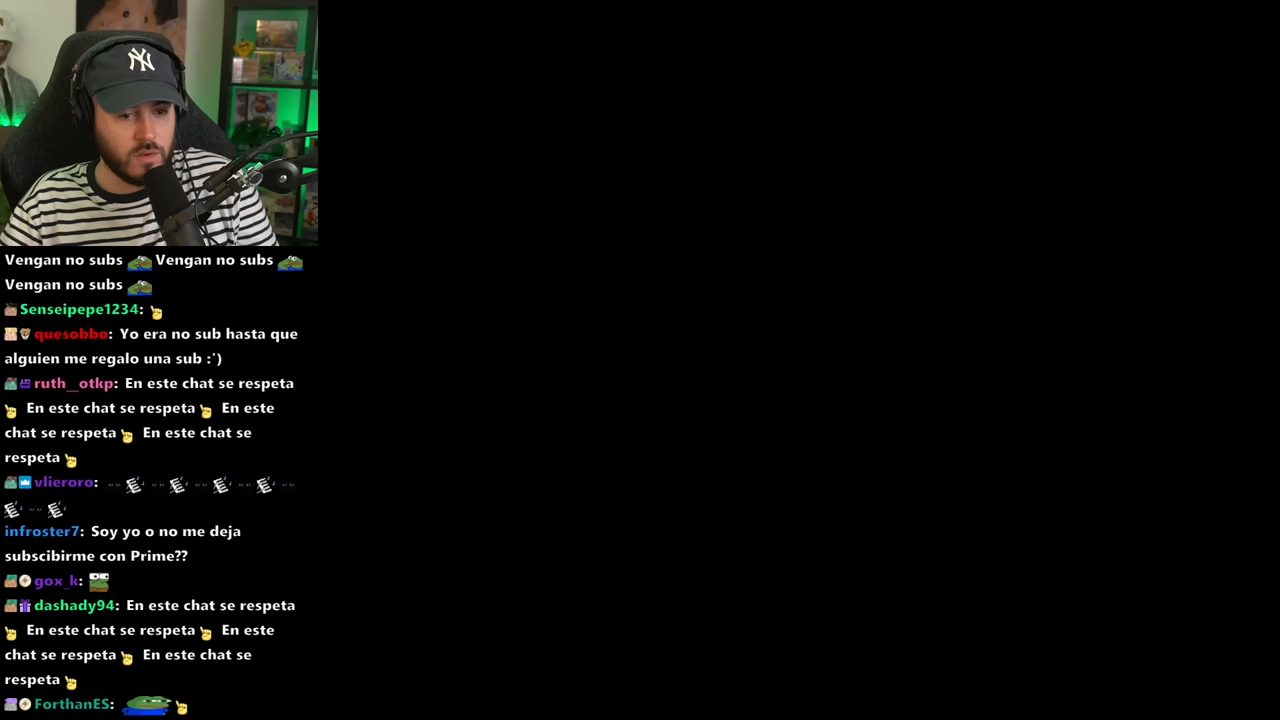 NY
Vengan no subs Vengan no subs
Vengan no subs
Senseipepe1234:
quesobbo: Yo era no sub hasta que
alguien me regalo una sub :')
ruth__otkp: En este chat se respeta
En este chat se respeta En este
chat se respeta En este chat se
respeta
vlieroro:
infroster7: Soy yo o no me deja
subscibirme con Prime??
gox_k:
dashady94: En este chat se respeta
En este chat se respeta En este
chat se respeta En este chat se
respeta
ForthanES: